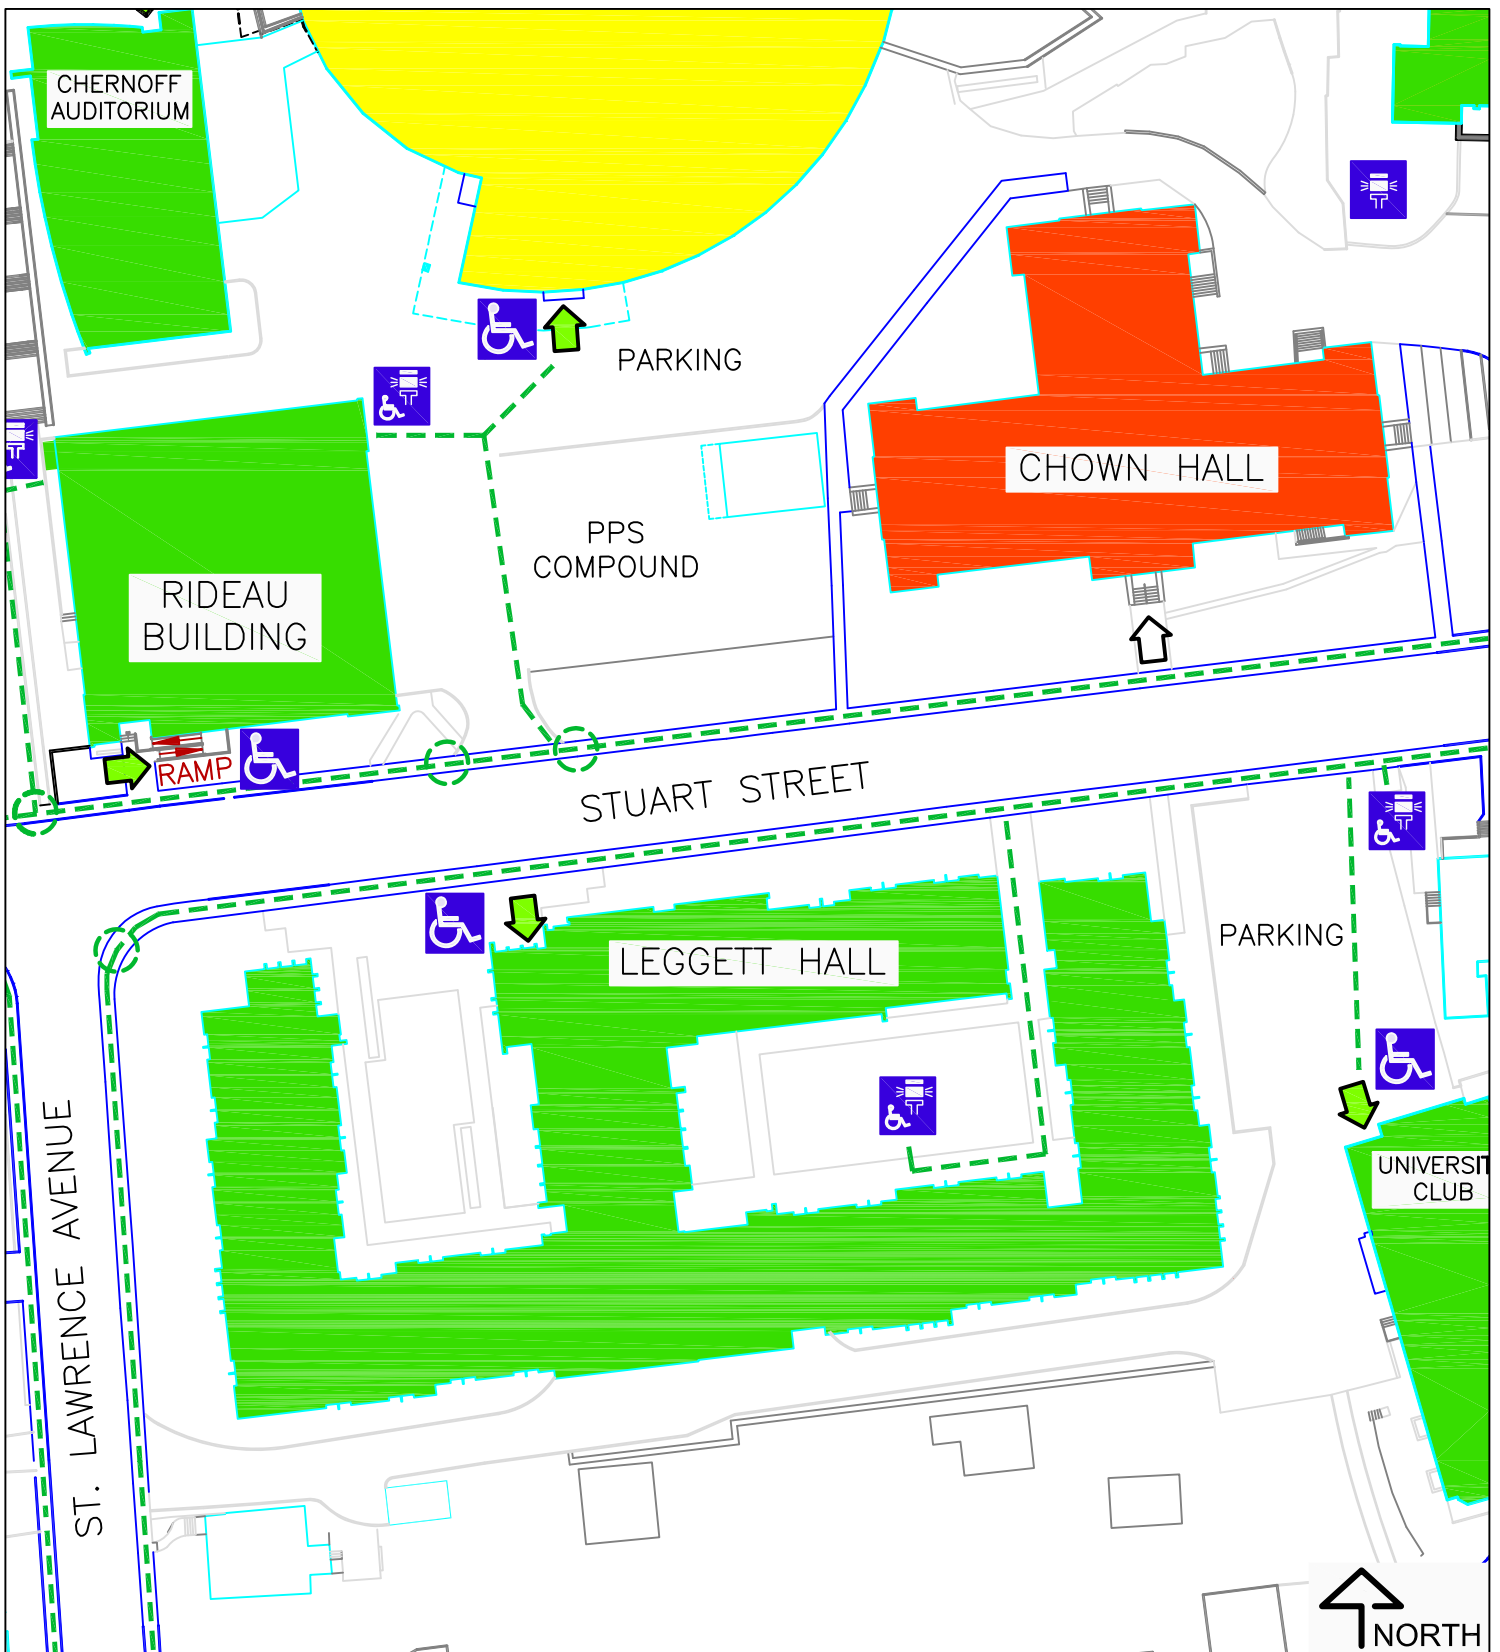 CHERNOFF
AUDITORIUM
PARKING
CHOWN HALL
PPS
COMPOUND
RIDEAU
BUILDING
RAMP
STUART STREET
PARKING
LEGGETT HALL
UNIVERSIT
CLUB
ST. LAWRENCE AVENUE
NORTH